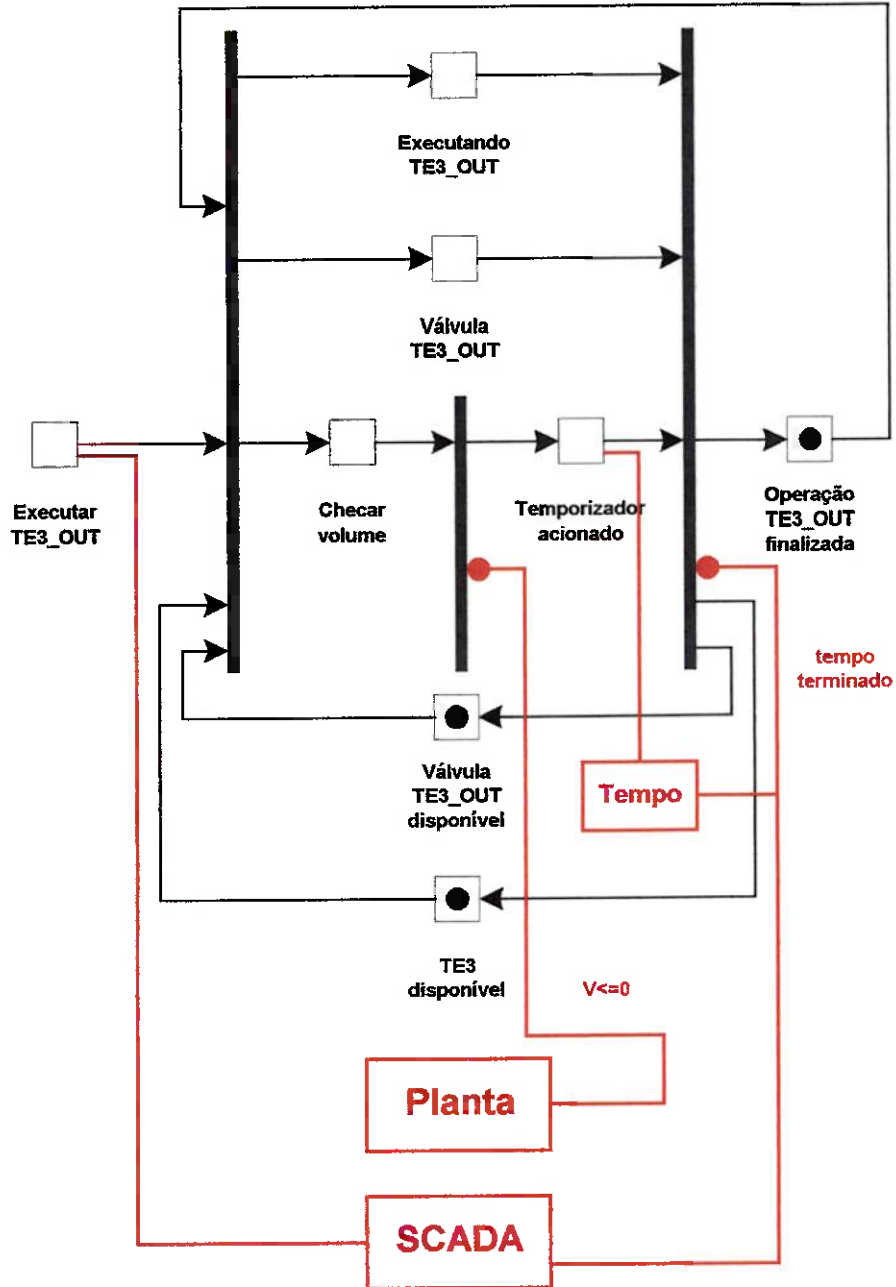 Executando
TE3_OUT
Válvula
TE3_OUT
Executar
TE3_OUT
Checar
volume
Temporizador
acionado
Operação
TE3_OUT
finalizada
tempo
terminado
Válvula
TE3_OUT
disponível
Tempo
TE3
disponível
V<=0
Planta
SCADA